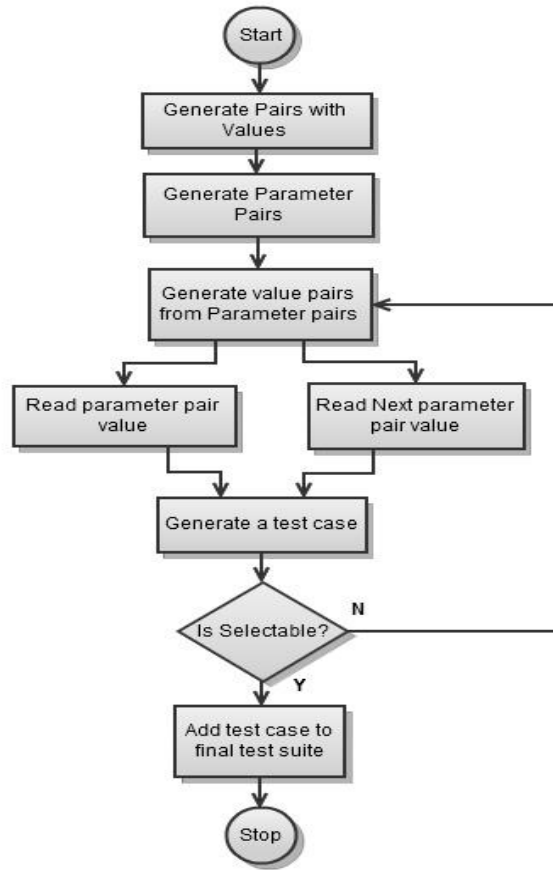 Start
Generate Pairs with
Values
Generate Parameter
Pairs
Generate value pairs
from Parameter pairs
Read parameter pair
value
Read Next parameter
pair value
Generate a test case
Is Selectable?
N
Y
Add test case to
final test suite
Stop